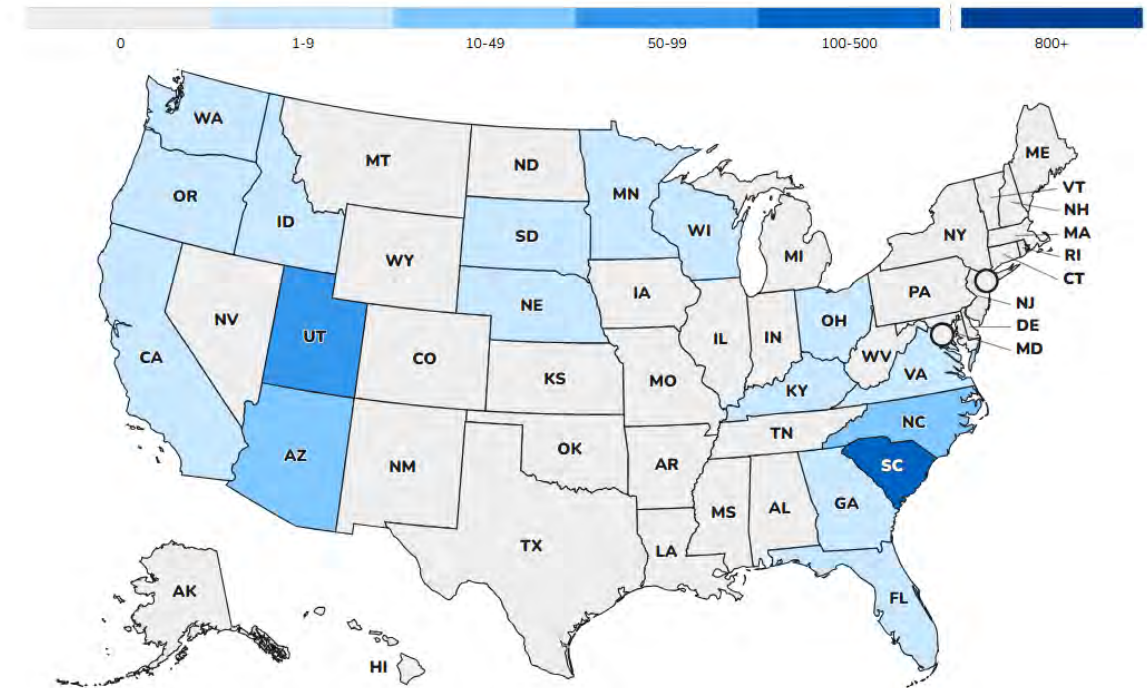 0 1-9 10-49 50-99 100-500 800+
WA
ME
MT
ND
VT
OR
MN
NH
ID
SD
WI
NY
MA
MI
RI
WY
CT
NE
IA
PA
NJ
NV
UT
OH
DE
IL
IN
MD
CA
CO
WV
VA
KS
MO
KY
NC
TN
AZ
OK
NM
AR
SC
MS
AL
GA
TX
LA
AK
FL
HI